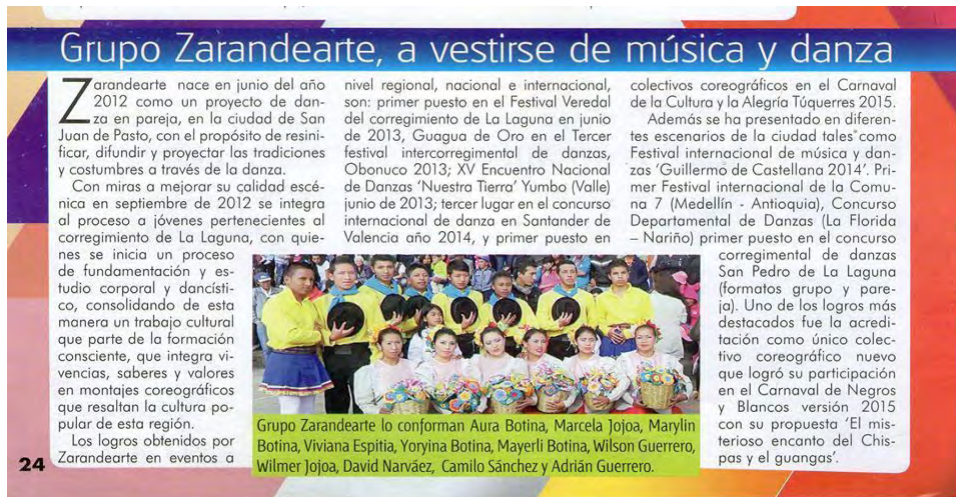 Grupo Zarandearte, a vestirse de música y danza
Zarandearte nace en junio del año
2012 como un proyecto de dan-
za en pareja, en la ciudad de San
Juan de Pasto, con el propósito de resini-
ficar, difundir y proyectar las tradiciones
y costumbres a través de la danza.
Con miras a mejorar su calidad escé-
nica en septiembre de 2012 se integra
al proceso a jóvenes pertenecientes al
corregimiento de La Laguna, con quie-
nes se inicia un proceso
de fundamentación y es-
tudio corporal y dancísti-
co, consolidando de esta
manera un trabajo cultural
que parte de la formación
consciente, que integra vi-
vencias, saberes y valores
en montajes coreográficos
que resaltan la cultura po-
pular de esta región.
Los logros obtenidos por
Zarandearte en eventos a
nivel regional, nacional e internacional,
son: primer puesto en el Festival Veredal
del corregimiento de La Laguna en junio
de 2013, Guagua de Oro en el Tercer
festival intercorregimental de danzas,
Obonuco 2013; XV Encuentro Nacional
de Danzas ‘Nuestra Tierra’ Yumbo (Valle)
junio de 2013; tercer lugar en el concurso
internacional de danza en Santander de
Valencia año 2014, y primer puesto en
colectivos coreográficos en el Carnaval
de la Cultura y la Alegría Túquerres 2015.
Además se ha presentado en diferen-
tes escenarios de la ciudad tales como
Festival internacional de música y dan-
zas ‘Guillermo de Castellana 2014’. Pri-
mer Festival internacional de la Comu-
na 7 (Medellín - Antioquia), Concurso
Departamental de Danzas (La Florida
– Nariño) primer puesto en el concurso
corregimental de danzas
San Pedro de La Laguna
(formatos grupo y pare-
ja). Uno de los logros más
destacados fue la acredi-
tación como único colec-
tivo coreográfico nuevo
que logró su participación
en el Carnaval de Negros
y Blancos versión 2015
con su propuesta ‘El mis-
terioso encanto del Chis-
pas y el guangas’.
Grupo Zarandearte lo conforman Aura Botina, Marcela Jojoa, Marylin
Botina, Viviana Espitia, Yoryina Botina, Mayerli Botina, Wilson Guerrero,
Wilmer Jojoa, David Narváez, Camilo Sánchez y Adrián Guerrero.
24